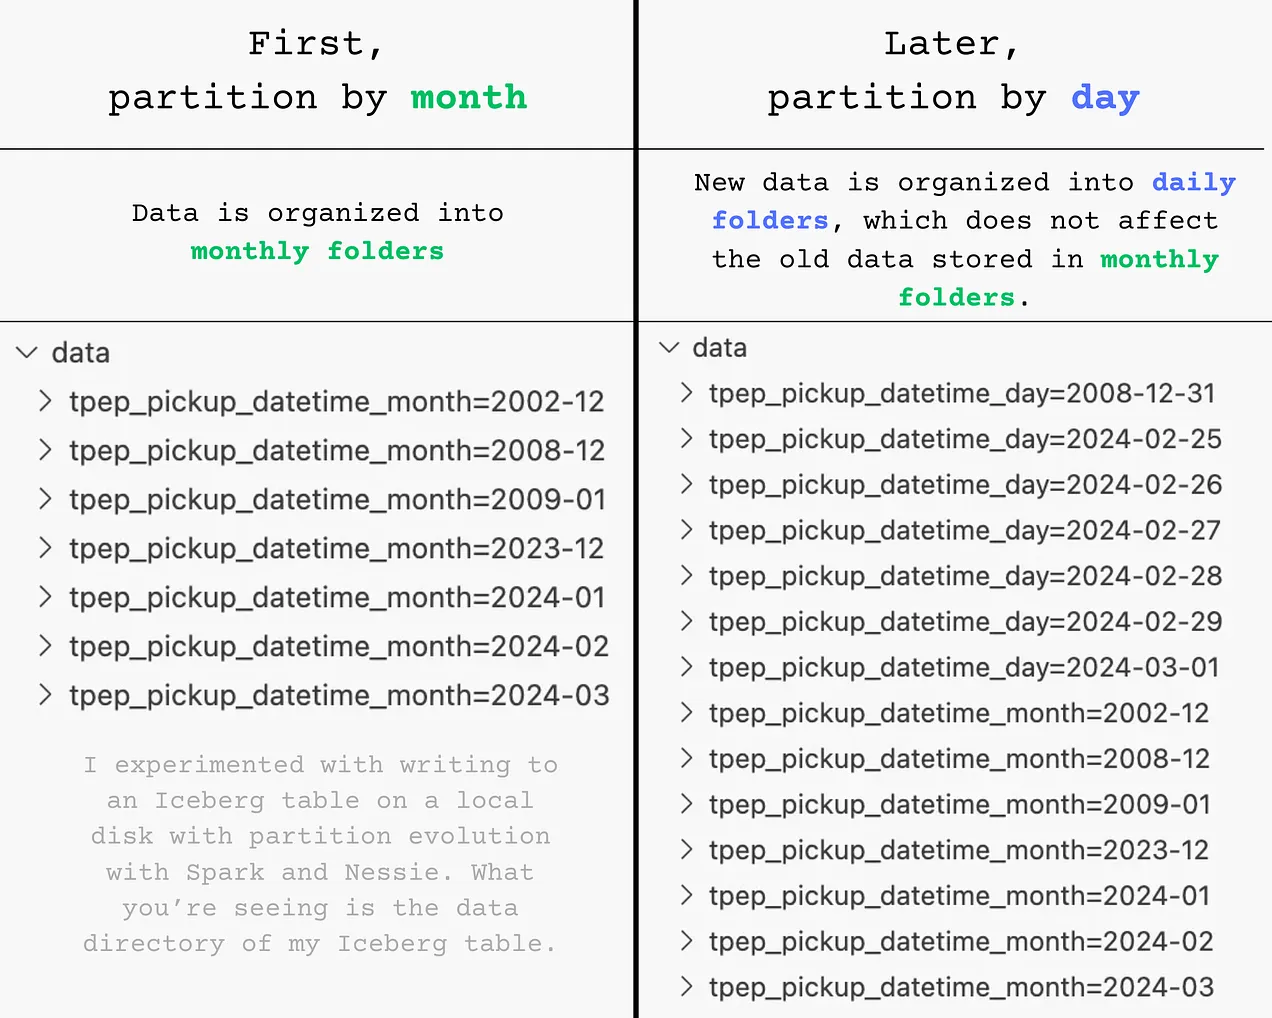 First,
partition by month
Data is organized into
monthly folders
data
tpep_pickup_datetime_month=2002-12
tpep_pickup_datetime_month=2008-12
tpep_pickup_datetime_month=2009-01
tpep_pickup_datetime_month=2023-12
tpep_pickup_datetime_month=2024-01
tpep_pickup_datetime_month=2024-02
tpep_pickup_datetime_month=2024-03
I experimented with writing to
an Iceberg table on a local
disk with partition evolution
with Spark and Nessie. What
you’re seeing is the data
directory of my Iceberg table.
Later,
partition by day
New data is organized into daily
folders, which does not affect
the old data stored in monthly
folders.
data
tpep_pickup_datetime_day=2008-12-31
tpep_pickup_datetime_day=2024-02-25
tpep_pickup_datetime_day=2024-02-26
tpep_pickup_datetime_day=2024-02-27
tpep_pickup_datetime_day=2024-02-28
tpep_pickup_datetime_day=2024-02-29
tpep_pickup_datetime_day=2024-03-01
tpep_pickup_datetime_month=2002-12
tpep_pickup_datetime_month=2008-12
tpep_pickup_datetime_month=2009-01
tpep_pickup_datetime_month=2023-12
tpep_pickup_datetime_month=2024-01
tpep_pickup_datetime_month=2024-02
tpep_pickup_datetime_month=2024-03